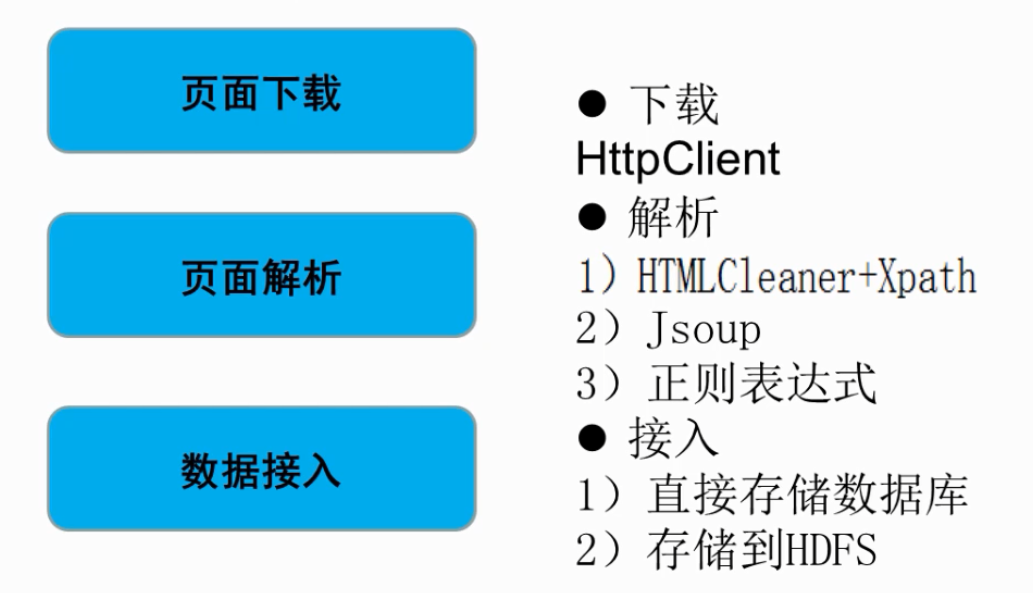 页面下载
页面解析
数据接入
● 下载
HttpClient
● 解析
1）HTMLCleaner+Xpath
2）Jsoup
3）正则表达式
● 接入
1）直接存储数据库
2）存储到HDFS